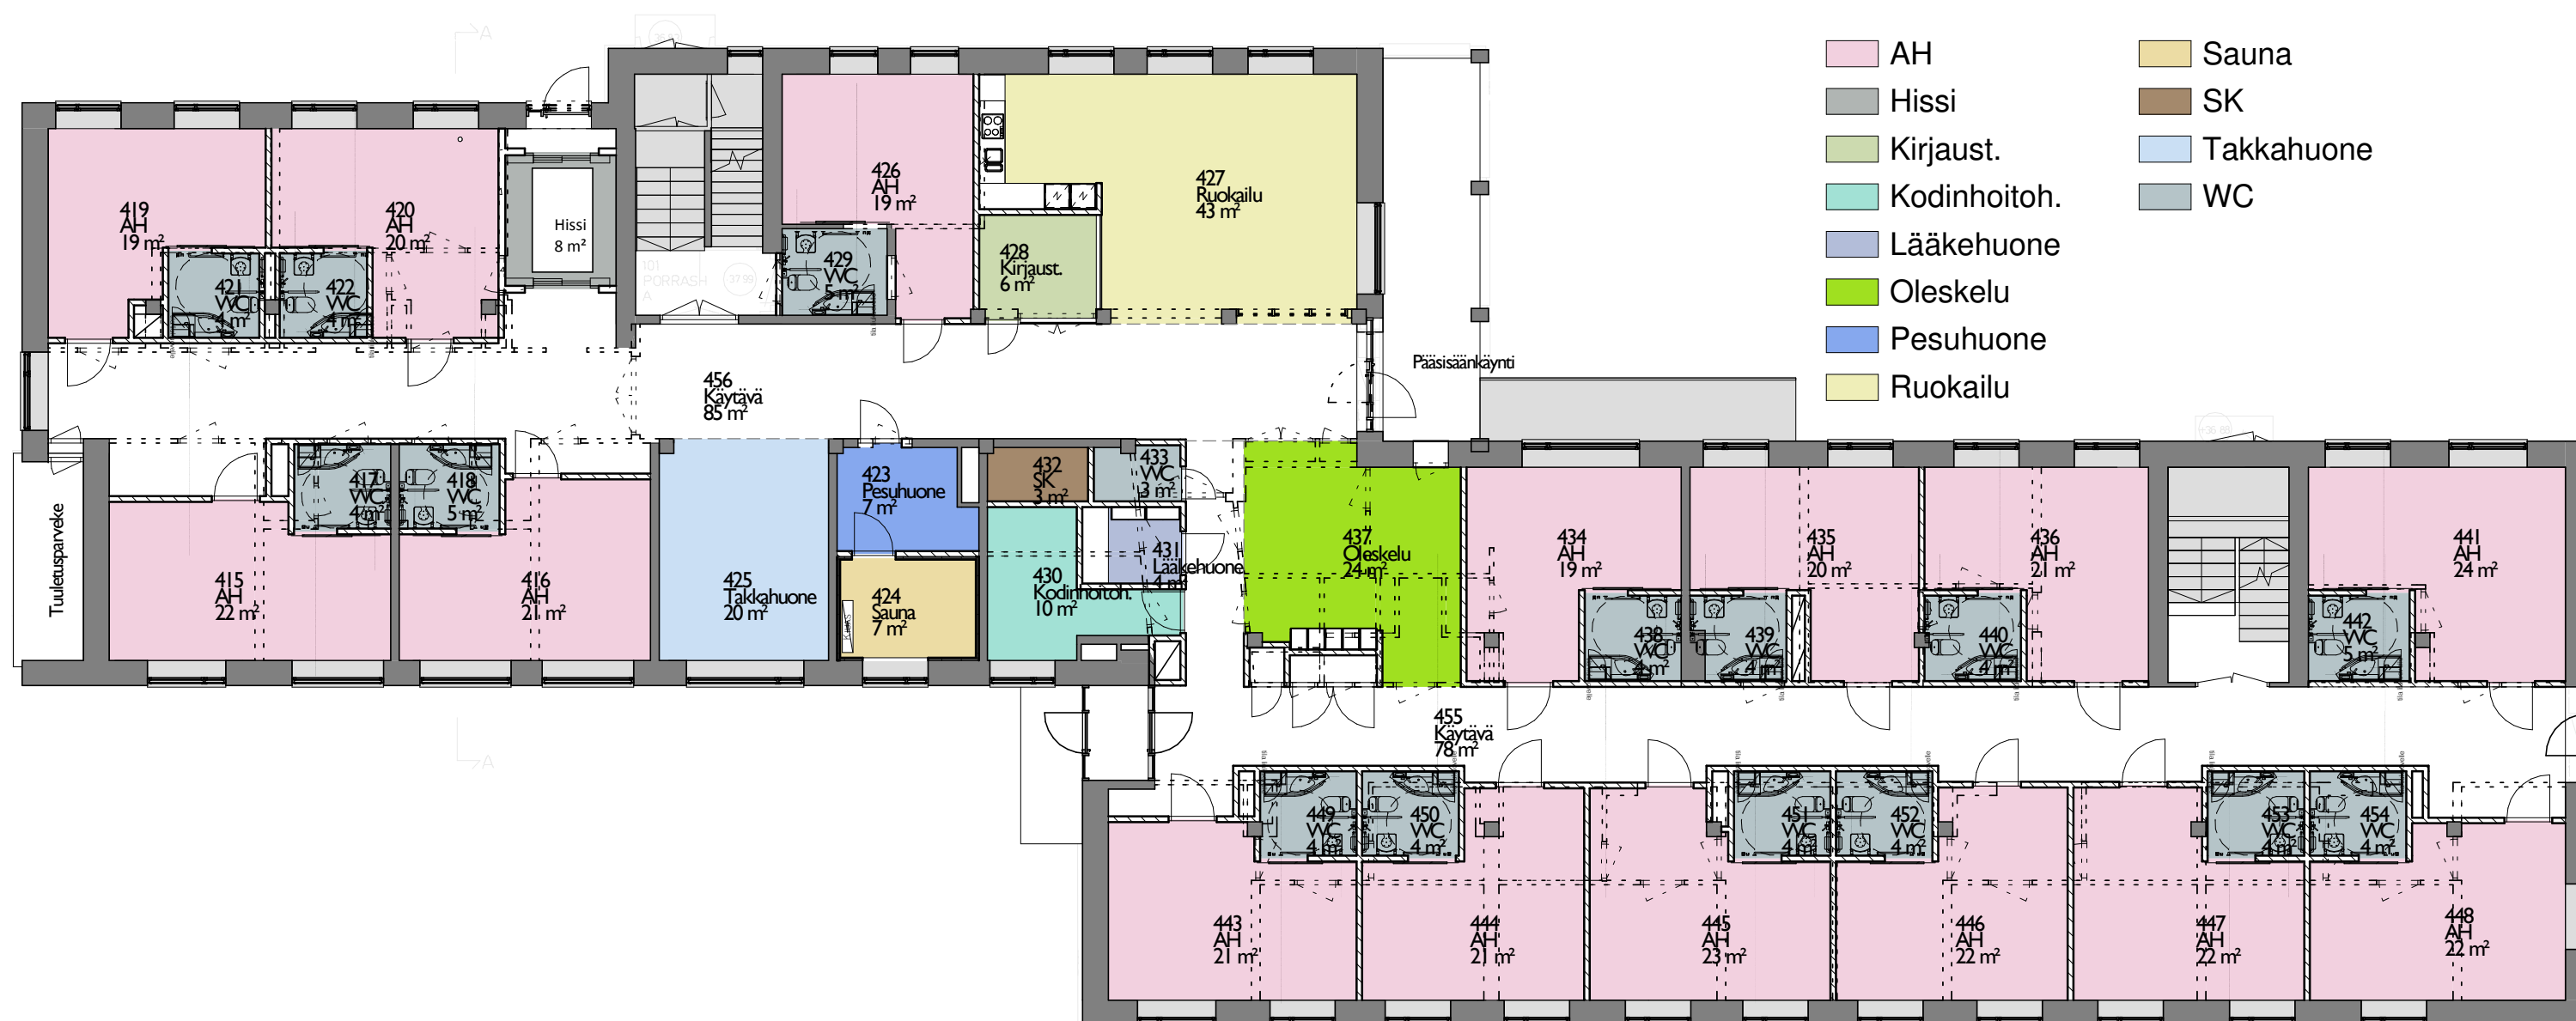 AH
Hissi
Kirjaust.
Kodinhoitoh.
Lääkehuone
Oleskelu
Pesuhuone
Ruokailu
Sauna
SK
Takkahuone
WC
A
419
AH
19 m²
420
AH
20 m²
421
WC
4 m²
422
WC
4 m²
Hissi
8 m²
101
PORRASH
A
426
AH
19 m²
427
Ruokailu
43 m²
428
Kirjaust.
6 m²
429
WC
5 m²
Pääsisäänkäynti
456
Käytävä
85 m²
Tuuletusparveke
415
AH
22 m²
417
WC
4 m²
418
WC
5 m²
416
AH
21 m²
425
Takkahuone
20 m²
423
Pesuhuone
7 m²
424
Sauna
7 m²
KIUAS
432
SK
3 m²
433
WC
3 m²
431
Lääkehuone
4 m²
430
Kodinhoitoh.
10 m²
437
Oleskelu
24 m²
434
AH
19 m²
435
AH
20 m²
436
AH
21 m²
441
AH
24 m²
438
WC
4 m²
439
WC
4 m²
440
WC
4 m²
442
WC
5 m²
455
Käytävä
78 m²
A
449
WC
4 m²
450
WC
4 m²
451
WC
4 m²
452
WC
4 m²
453
WC
4 m²
454
WC
4 m²
443
AH
21 m²
444
AH
21 m²
445
AH
23 m²
446
AH
22 m²
447
AH
22 m²
448
AH
22 m²